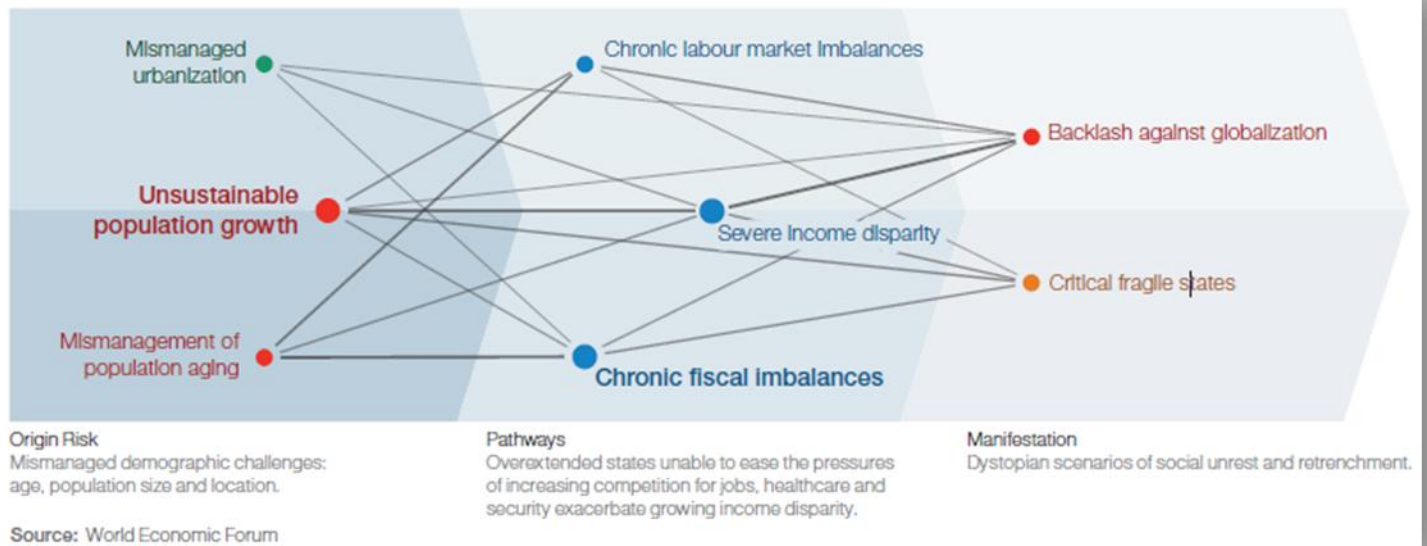 Mismanaged
urbanization
Chronic labour market imbalances
Backlash against globalization
Unsustainable
population growth
Severe income disparity
Critical fragile states
Mismanagement of
population aging
Chronic fiscal imbalances
Origin Risk
Mismanaged demographic challenges:
age, population size and location.
Pathways
Overextended states unable to ease the pressures
of increasing competition for jobs, healthcare and
security exacerbate growing income disparity.
Manifestation
Dystopian scenarios of social unrest and retrenchment.
Source: World Economic Forum